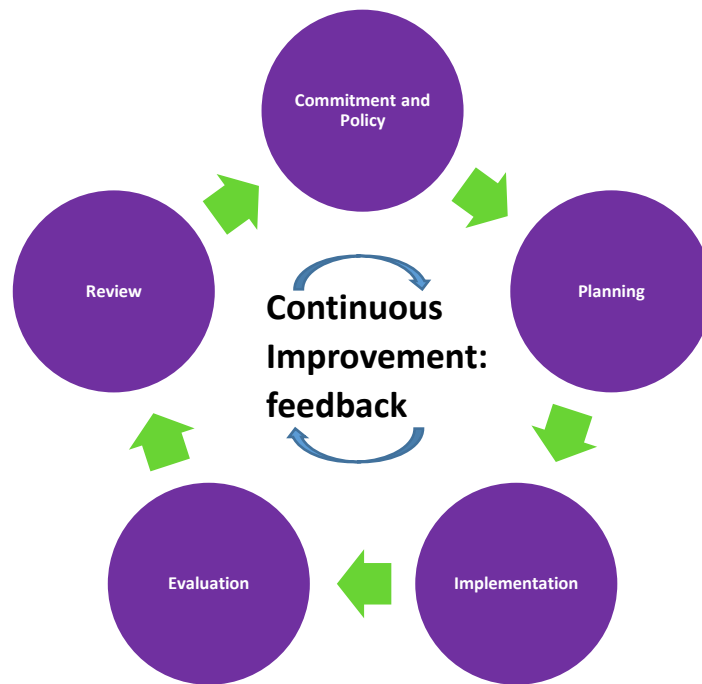 Commitment and
Policy
Planning
Implementation
Evaluation
Review
Continuous
Improvement:
feedback